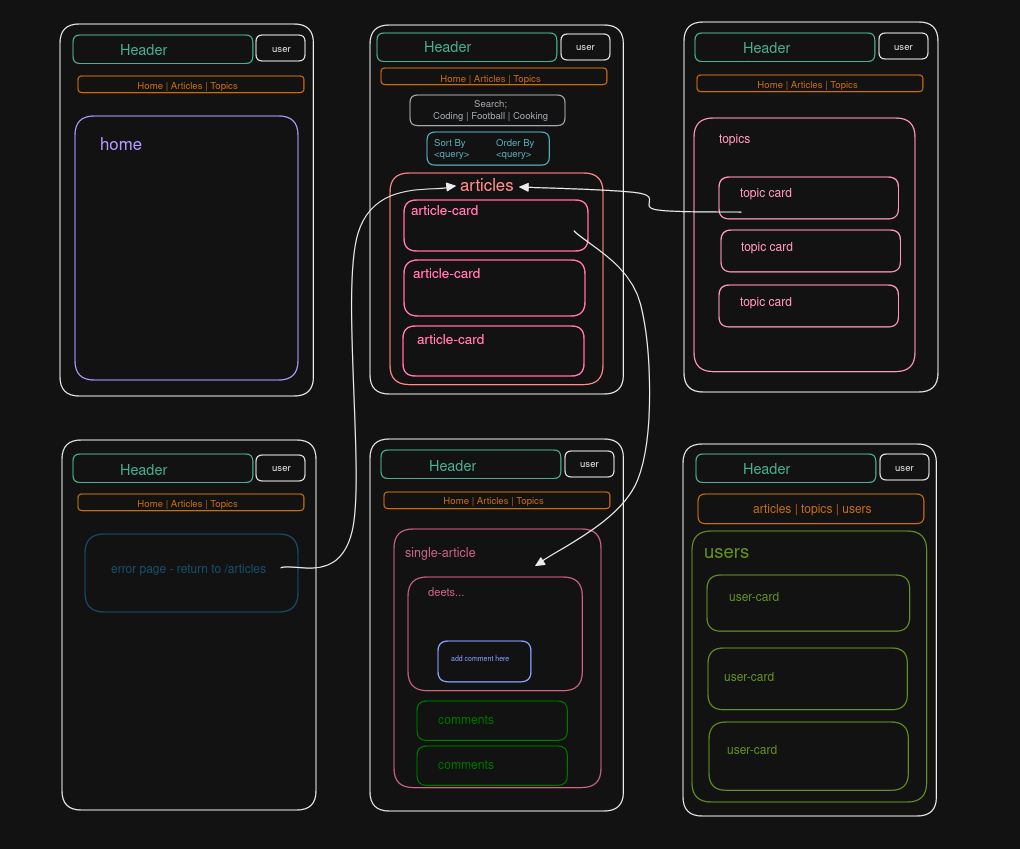 Header
user
Home | Articles | Topics
home
Header
user
Home | Articles | Topics
Search;
Coding | Football | Cooking
Sort By
<query>
Order By
<query>
articles
article-card
article-card
article-card
Header
user
Home | Articles | Topics
topics
topic card
topic card
topic card
Header
user
Home | Articles | Topics
error page - return to /articles
Header
user
Home | Articles | Topics
single-article
deets...
add comment here
comments
comments
Header
user
articles | topics | users
users
user-card
user-card
user-card